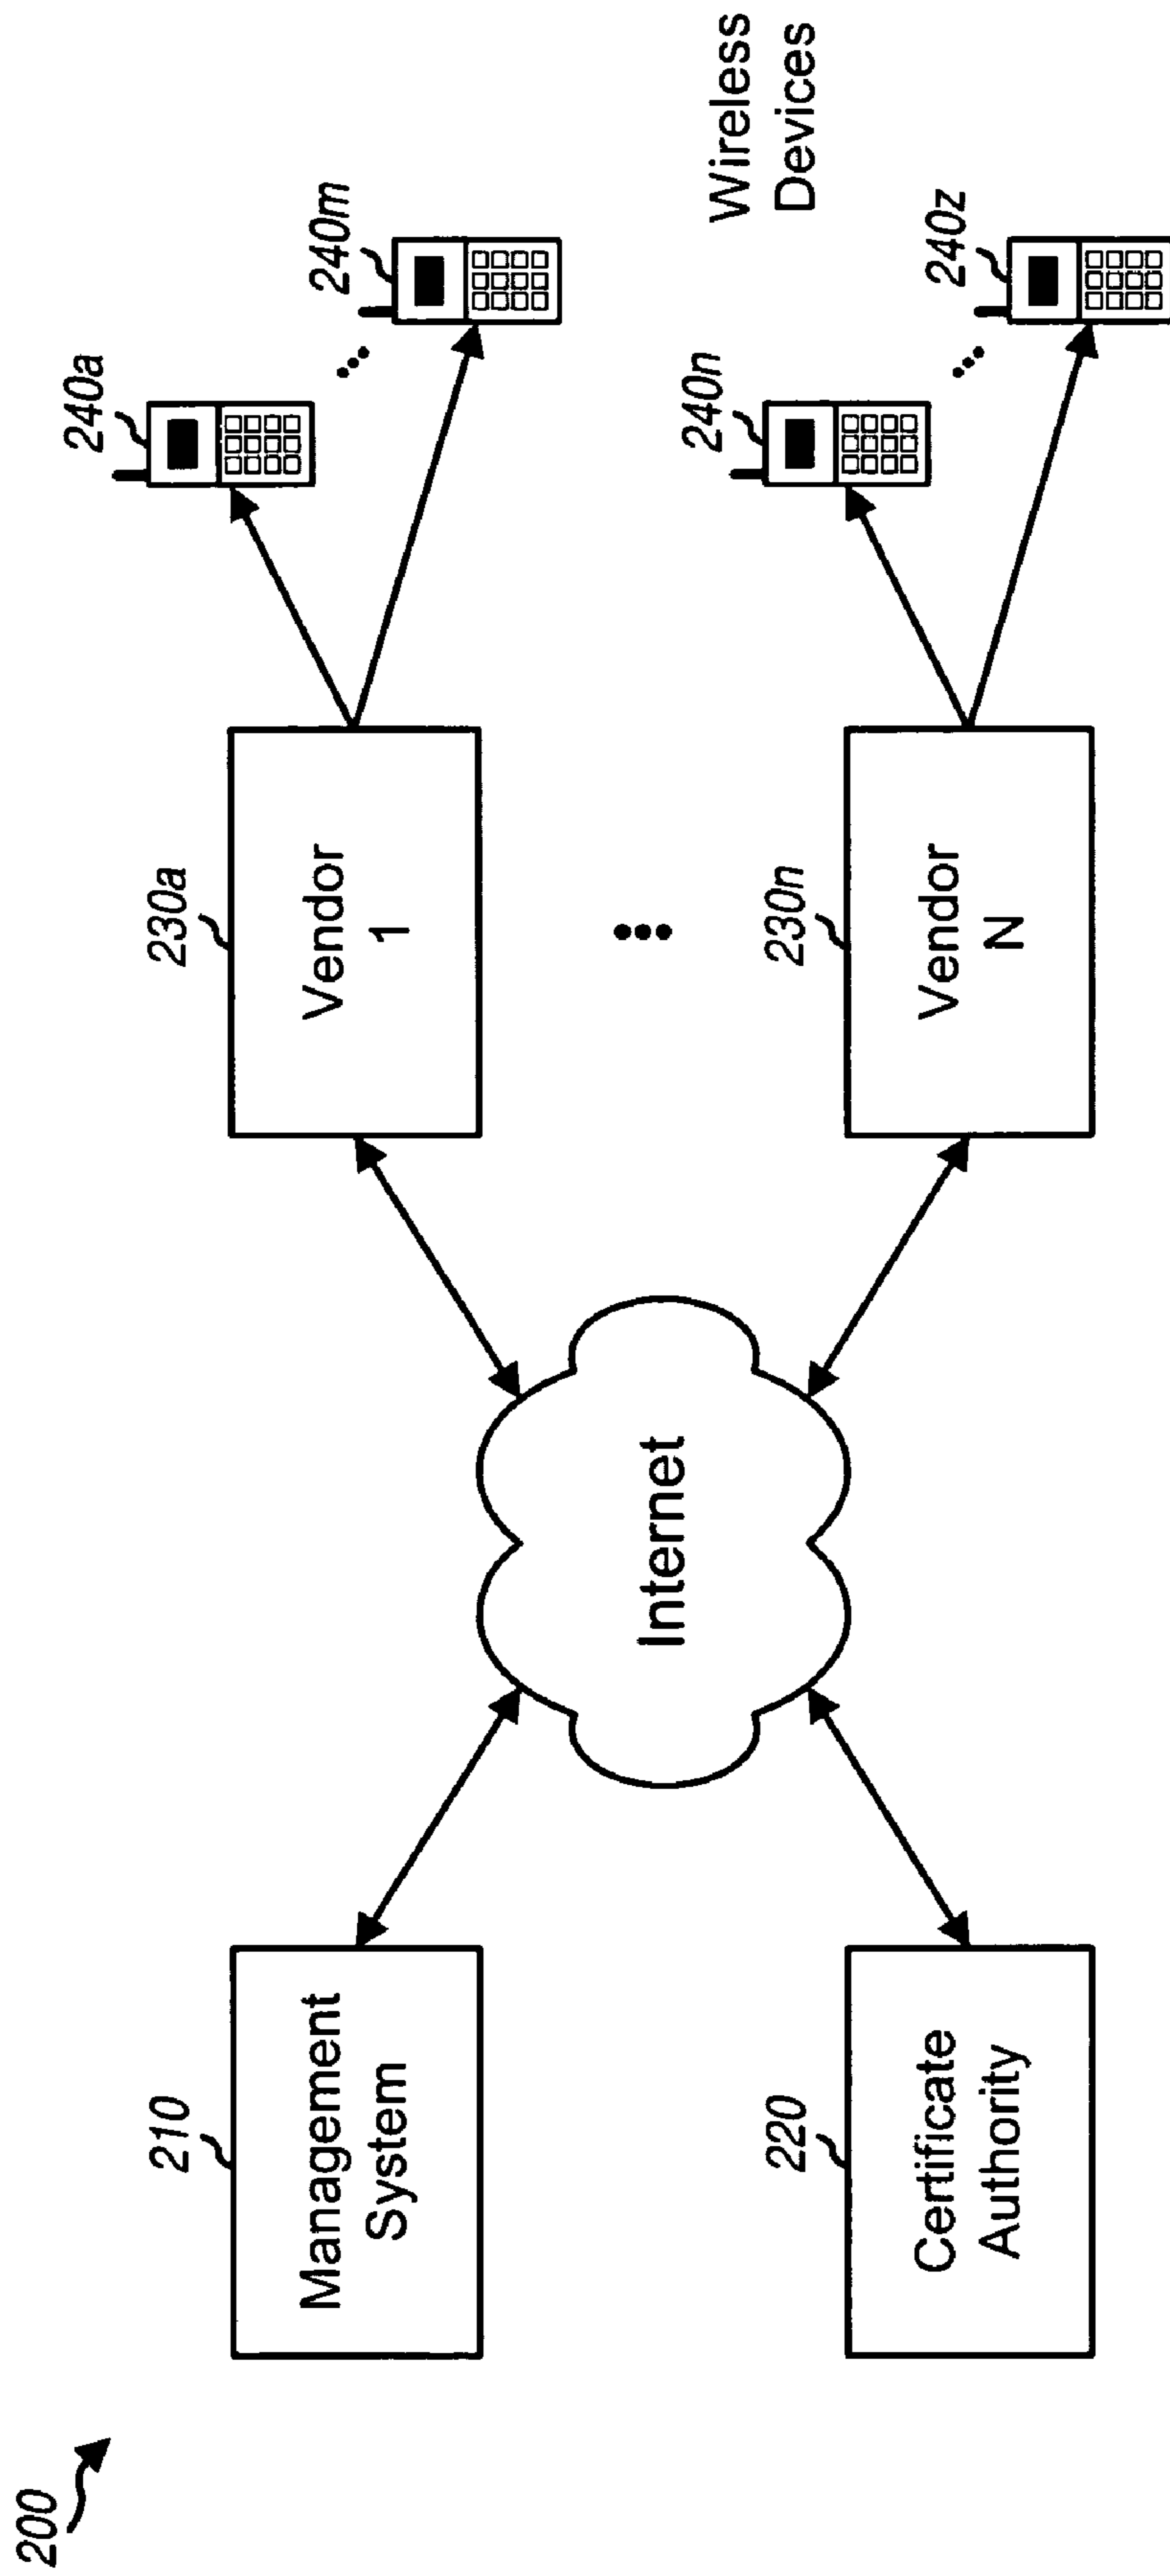 200
210
Management
System
220
Certificate
Authority
Internet
230a
Vendor
1
230n
Vendor
N
240a
240m
240n
240z
Wireless
Devices